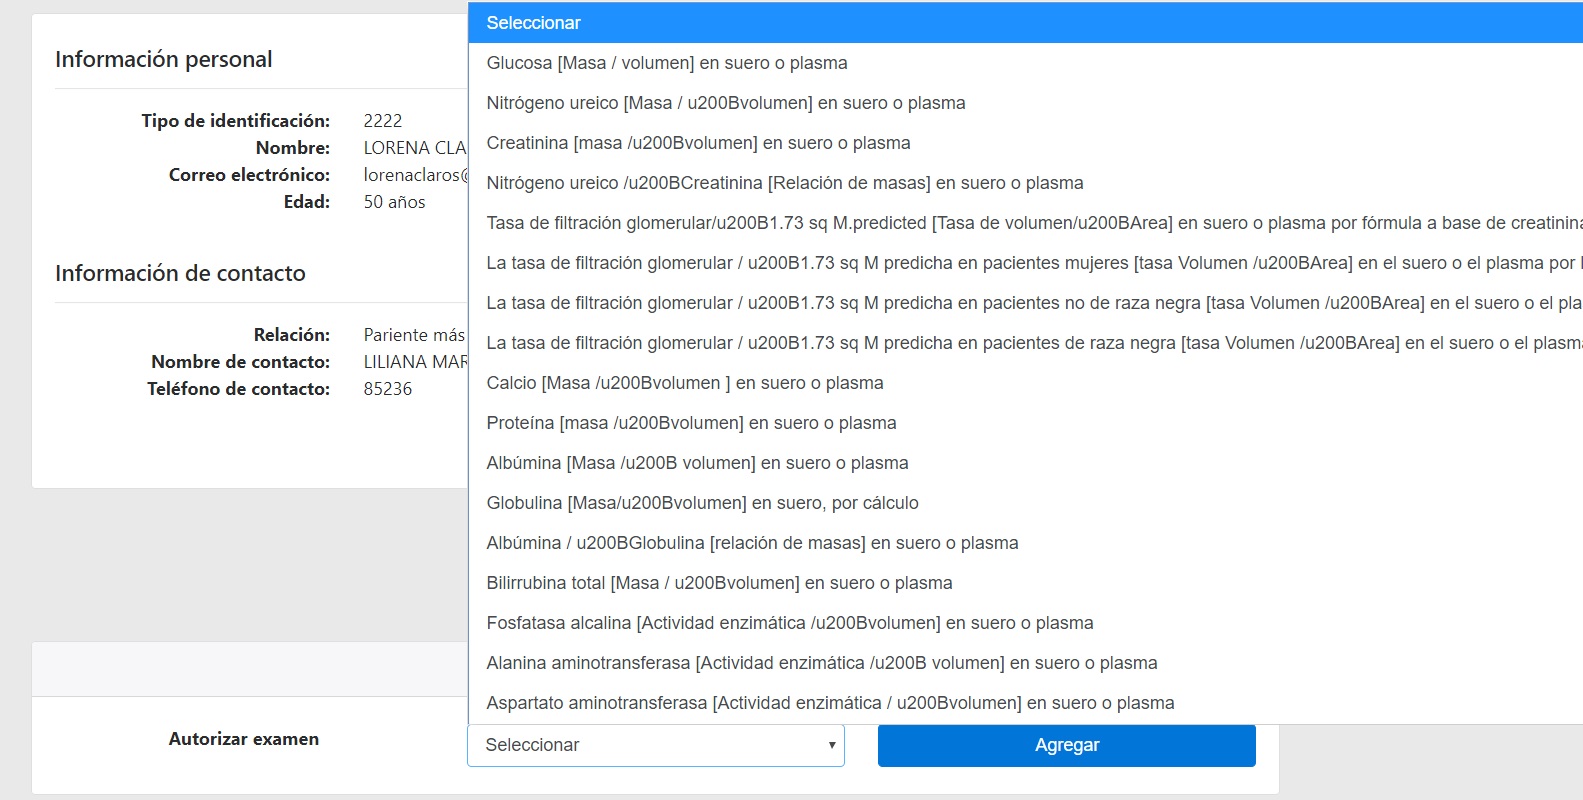 Información personal
Tipo de identificación: 2222
Nombre: LORENA CLA
Correo electrónico: lorenaclaros@
Edad: 50 años
Información de contacto
Relación: Pariente más
Nombre de contacto: LILIANA MAR
Teléfono de contacto: 85236
Seleccionar
Glucosa [Masa / volumen] en suero o plasma
Nitrógeno ureico [Masa / u200Bvolumen] en suero o plasma
Creatinina [masa /u200Bvolumen] en suero o plasma
Nitrógeno ureico /u200BCreatinina [Relación de masas] en suero o plasma
Tasa de filtración glomerular/u200B1.73 sq M.predicted [Tasa de volumen/u200BArea] en suero o plasma por fórmula a base de creatinina
La tasa de filtración glomerular / u200B1.73 sq M predicha en pacientes mujeres [tasa Volumen /u200BArea] en el suero o el plasma por
La tasa de filtración glomerular / u200B1.73 sq M predicha en pacientes no de raza negra [tasa Volumen /u200BArea] en el suero o el pla
La tasa de filtración glomerular / u200B1.73 sq M predicha en pacientes de raza negra [tasa Volumen /u200BArea] en el suero o el plasma
Calcio [Masa /u200Bvolumen ] en suero o plasma
Proteína [masa /u200Bvolumen] en suero o plasma
Albúmina [Masa /u200B volumen] en suero o plasma
Globulina [Masa/u200Bvolumen] en suero, por cálculo
Albúmina / u200BGlobulina [relación de masas] en suero o plasma
Bilirrubina total [Masa / u200Bvolumen] en suero o plasma
Fosfatasa alcalina [Actividad enzimática /u200Bvolumen] en suero o plasma
Alanina aminotransferasa [Actividad enzimática /u200B volumen] en suero o plasma
Aspartato aminotransferasa [Actividad enzimática / u200Bvolumen] en suero o plasma
Autorizar examen
Seleccionar
Agregar